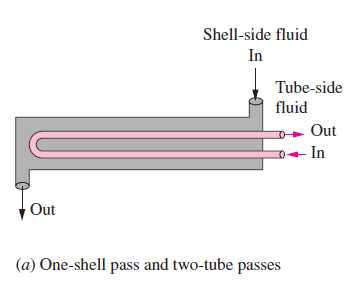 Shell-side fluid
In
Tube-side
fluid
Out
In
Out
(a) One-shell pass and two-tube passes